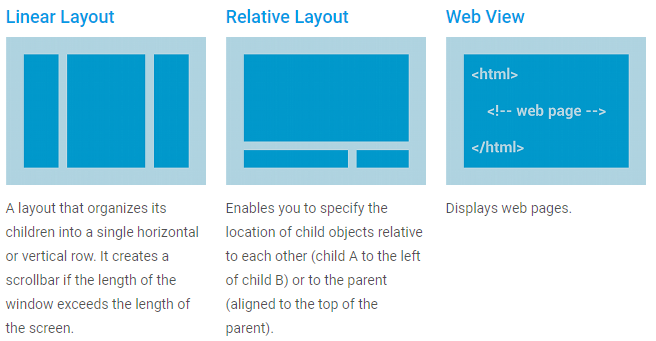 Linear Layout
A layout that organizes its
children into a single horizontal
or vertical row. It creates a
scrollbar if the length of the
window exceeds the length of
the screen.
Relative Layout
Enables you to specify the
location of child objects relative
to each other (child A to the left
of child B) or to the parent
(aligned to the top of the
parent).
Web View
<html>
<!-- web page -->
</html>
Displays web pages.